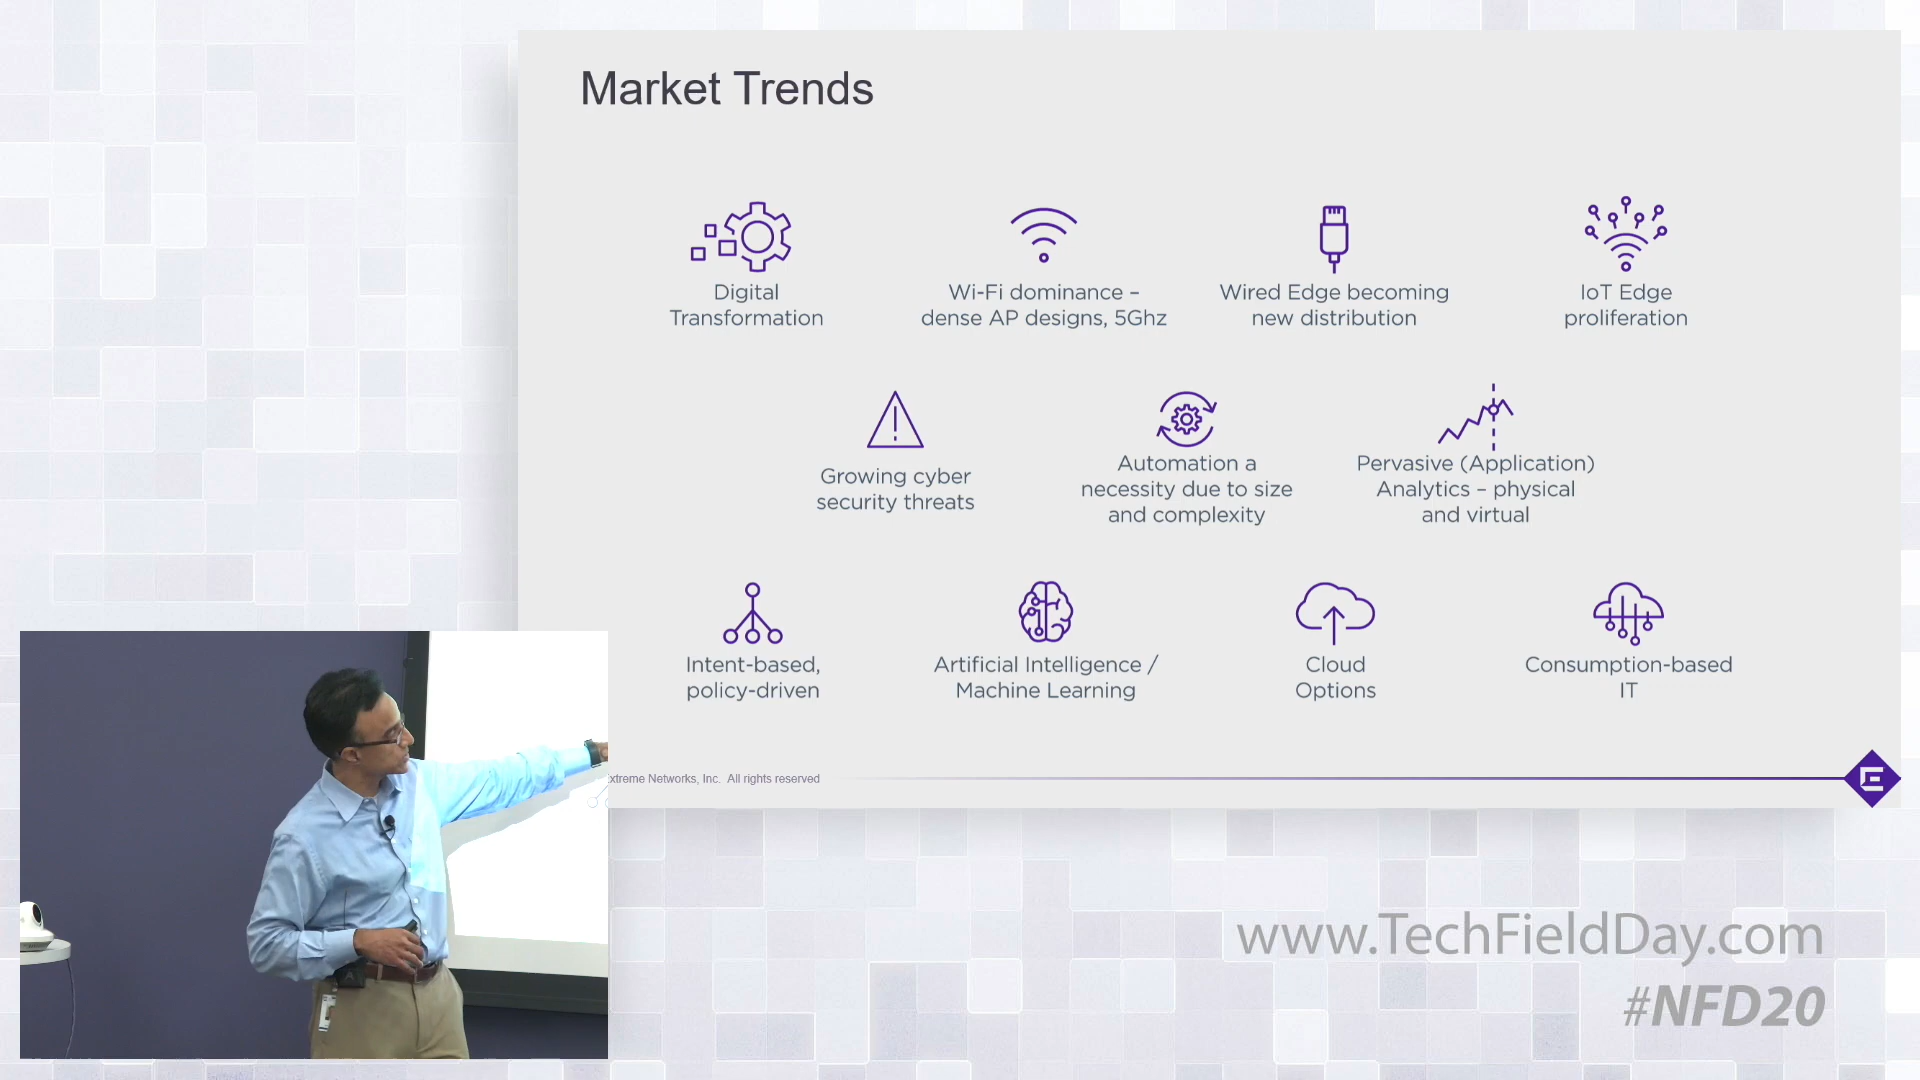 Market Trends
Digital
Transformation
Wi-Fi dominance –
dense AP designs, 5Ghz
Wired Edge becoming
new distribution
IoT Edge
proliferation
Growing cyber
security threats
Automation a
necessity due to size
and complexity
Pervasive (Application)
Analytics – physical
and virtual
Intent-based,
policy-driven
Artificial Intelligence /
Machine Learning
Cloud
Options
Consumption-based
IT
xtreme Networks, Inc. All rights reserved
www.TechFieldDay.com
#NFD20